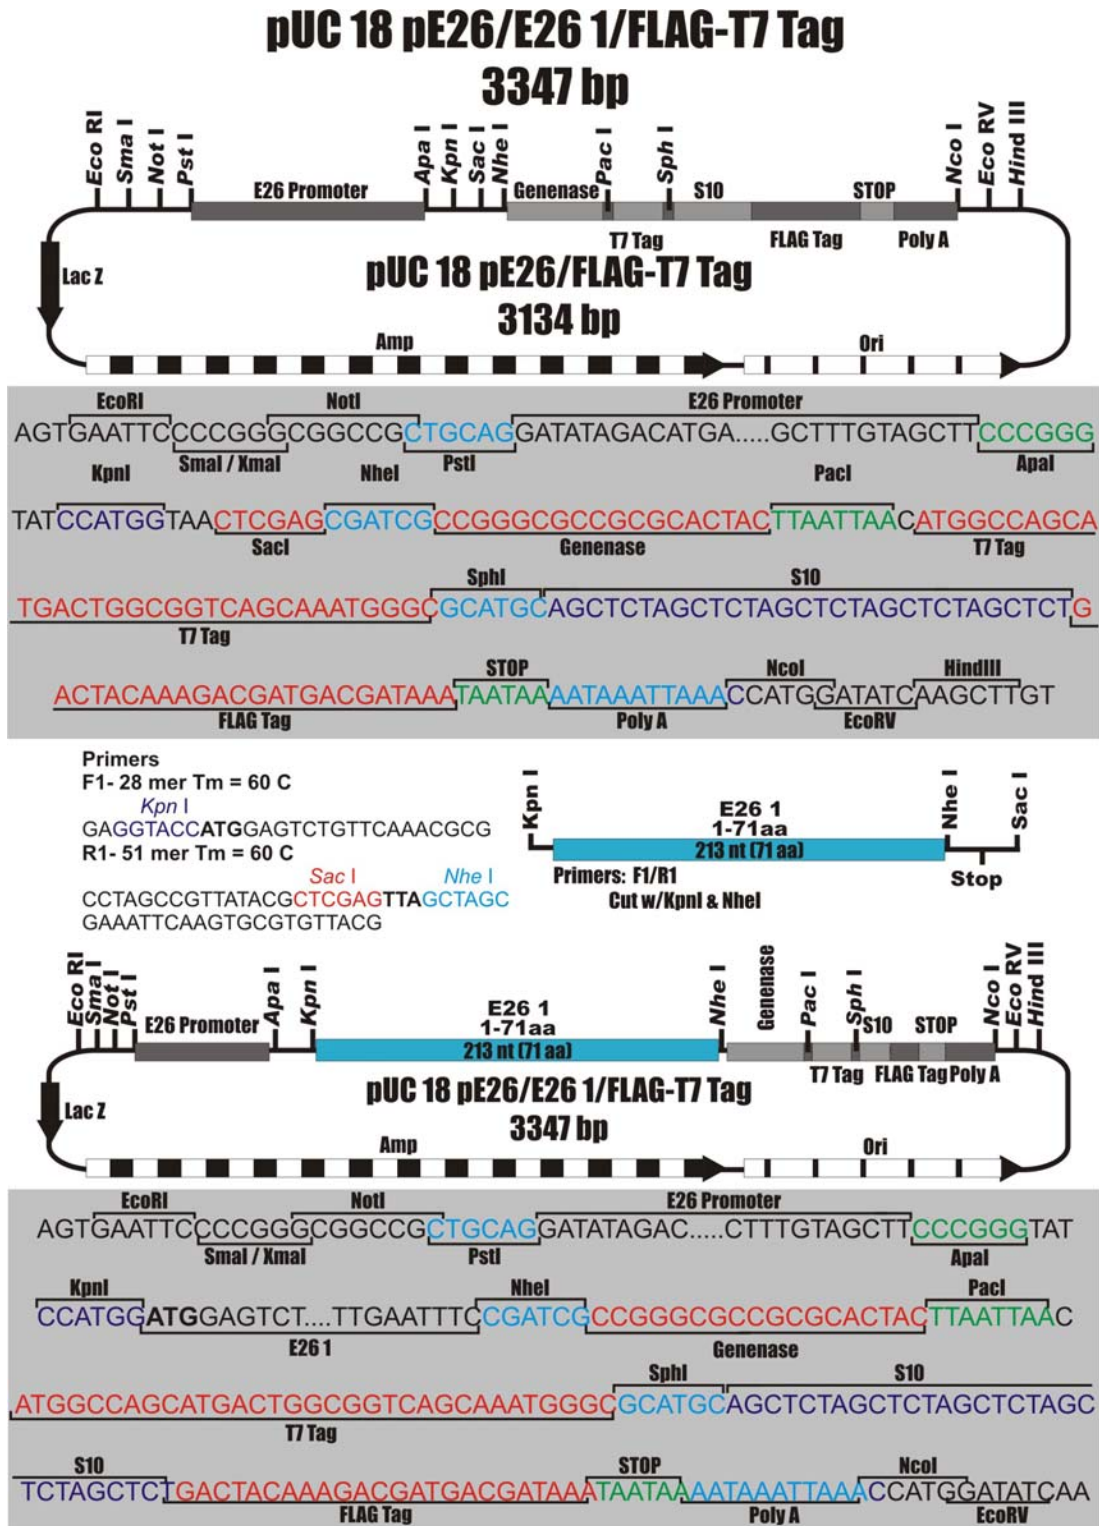 pUC 18 pE26/E26 1/FLAG-T7 Tag
3347 bp
Eco RI Sma I Not I Pst I Apa I Kpn I Sac I Nhe I Pac I Sph I Nco I Eco RV Hind III
E26 Promoter Genenase S10 STOP
T7 Tag FLAG Tag Poly A
Lac Z
pUC 18 pE26/FLAG-T7 Tag
3134 bp
Amp Ori
EcoRI NotI E26 Promoter
AGTGAATTCCCCGGGCGGCCGCTGCAGGATATAGACATGA.....GCTTTGTAGCTTCCCGGG
SmaI / XmaI PstI ApaI
KpnI NheI PacI
TATCCATGGTAACTCGAGCGATCGCCGGGCGCCGCGCACTACTTAATTAACATGGCCAGCA
SacI Genenase T7 Tag
SphI S10
TGACTGGCGGTCAGCAAATGGGCGCATGCAGCTCTAGCTCTAGCTCTAGCTCTAGCTCTG
T7 Tag
STOP NcoI HindIII
ACTACAAAGACGATGACGATAAATAATAAAATAAATTAAACCATGGATATCAAGCTTGT
FLAG Tag Poly A EcoRV
Primers
F1- 28 mer Tm = 60 C
Kpn I
GAGGTACCATGGAGTCTGTTCAAACGCG
R1- 51 mer Tm = 60 C
Sac I Nhe I
CCTAGCCGTTATACGCTCGAGTTAGCTAGC
GAAATTCAAGTGCGTGTTACG
Kpn I Nhe I Sac I
E26 1
1-71aa
213 nt (71 aa)
Stop
Primers: F1/R1
Cut w/KpnI & NheI
Eco RI Sma I Not I Pst I Apa I Kpn I Nhe I Genenase Pac I Sph I Nco I Eco RV Hind III
E26 Promoter E26 1 S10 STOP
1-71aa
213 nt (71 aa)
T7 Tag FLAG Tag Poly A
Lac Z
pUC 18 pE26/E26 1/FLAG-T7 Tag
3347 bp
Amp Ori
EcoRI NotI E26 Promoter
AGTGAATTCCCCGGGCGGCCGCTGCAGGATATAGAC.....CTTTGTAGCTTCCCGGGTAT
SmaI / XmaI PstI ApaI
KpnI NheI PacI
CCATGGATGGAGTCT....TTGAATTTCCGATCGCCGGGCGCCGCGCACTACTTAATTAAC
E26 1 Genenase
SphI S10
ATGGCCAGCATGACTGGCGGTCAGCAAATGGGCGCATGCAGCTCTAGCTCTAGCTCTAGC
T7 Tag
S10 STOP NcoI
TCTAGCTCTGACTACAAAGACGATGACGATAAATAATAAAATAAATTAAACCATGGATATCAA
FLAG Tag Poly A EcoRV